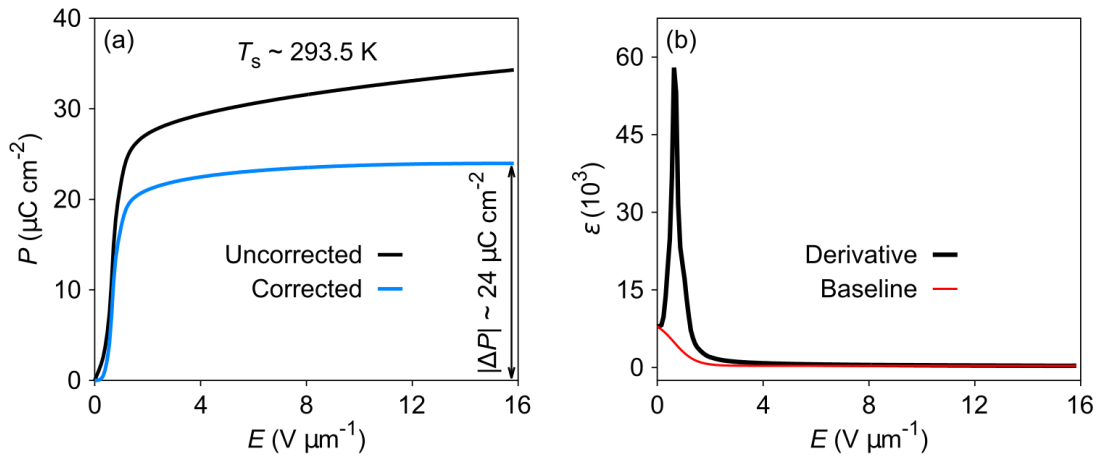 (a)
T_s ~ 293.5 K
40
30
20
10
0
P (µC cm⁻²)
Uncorrected
Corrected
|ΔP| ~ 24 µC cm⁻²
0 4 8 12 16
E (V µm⁻¹)
(b)
60
45
30
15
0
ε (10³)
Derivative
Baseline
0 4 8 12 16
E (V µm⁻¹)